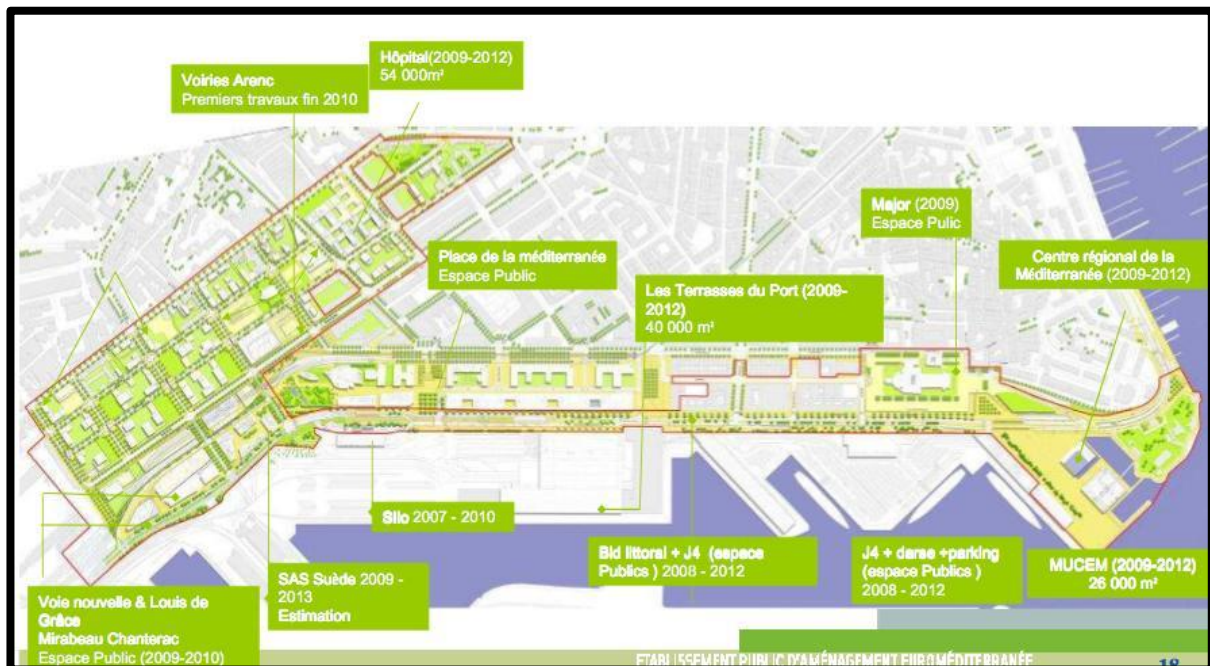 Hôpital(2009-2012)
54 000m²
Voiries Arenc
Premiers travaux fin 2010
Major (2009)
Espace Pulic
Place de la méditerranée
Espace Public
Centre régional de la
Méditerranée (2009-2012)
Les Terrasses du Port (2009-
2012)
40 000 m²
Silo 2007 - 2010
Bld littoral + J4 (espace
Publics ) 2008 - 2012
J4 + darse +parking
(espace Publics )
2008 - 2012
MUCEM (2009-2012)
26 000 m²
SAS Suède 2009 -
2013
Estimation
Voie nouvelle & Louis de
Grâce
Mirabeau Chanterac
Espace Public (2009-2010)
ETABLISSEMENT PUBLIC D'AMÉNAGEMENT EUROMÉDITERRANÉE
18